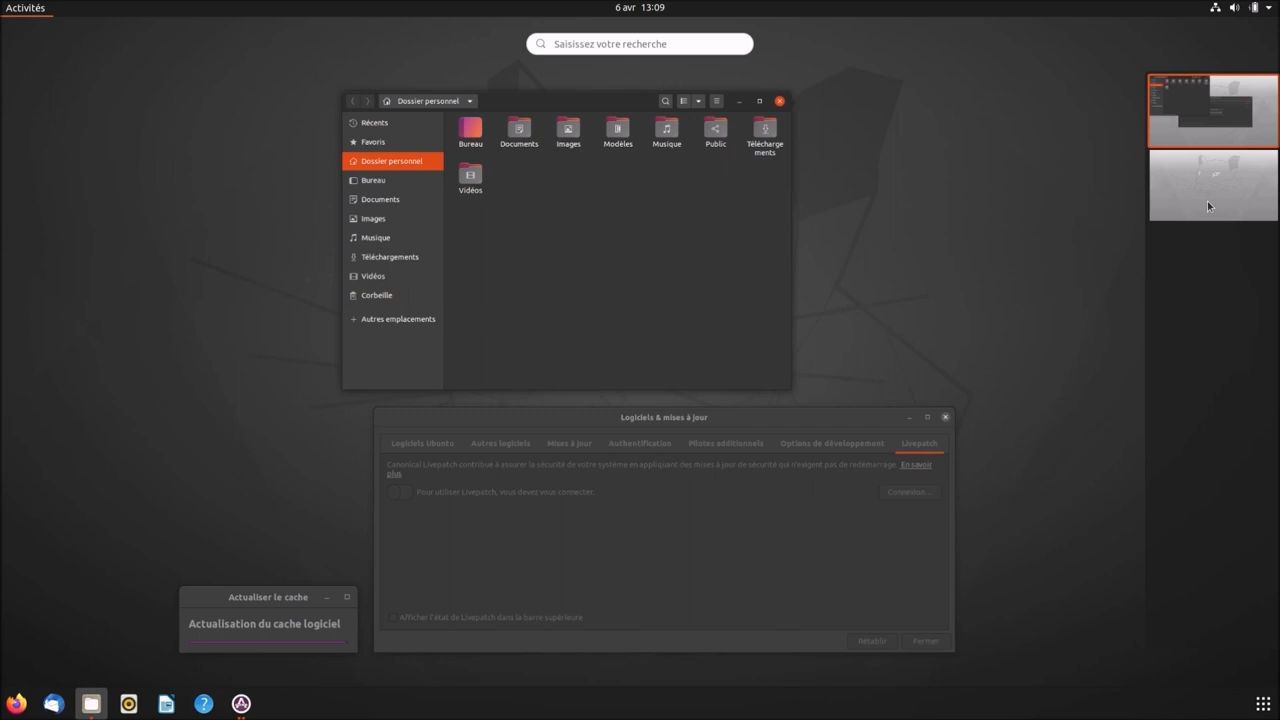 Activités
6 avr 13:09
Saisissez votre recherche
Dossier personnel
Récents
Favoris
Dossier personnel
Bureau
Documents
Images
Musique
Téléchargements
Vidéos
Corbeille
Autres emplacements
Bureau
Documents
Images
Modèles
Musique
Public
Télécharge
ments
Vidéos
Logiciels & mises à jour
Logiciels Ubuntu
Autres logiciels
Mises à jour
Authentification
Pilotes additionnels
Options de développement
Livepatch
Canonical Livepatch contribue à assurer la sécurité de votre système en appliquant des mises à jour de sécurité qui n'exigent pas de redémarrage. En savoir
plus
Pour utiliser Livepatch, vous devez vous connecter.
Connexion…
Afficher l'état de Livepatch dans la barre supérieure
Rétablir
Fermer
Actualiser le cache
Actualisation du cache logiciel